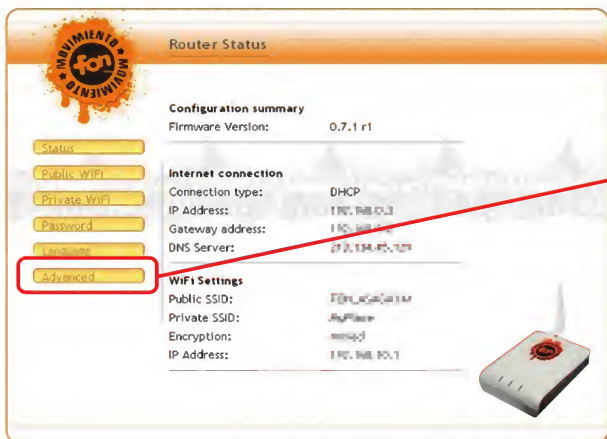 MOVIMIENTO
fon
MOVIMIENTO
Router Status
Configuration summary
Firmware Version: 0.7.1 r1
Status
Public WiFi
Private WiFi
Password
Language
Advanced
Internet connection
Connection type: DHCP
IP Address:
Gateway address:
DNS Server:
WiFi Settings
Public SSID:
Private SSID:
Encryption:
IP Address: